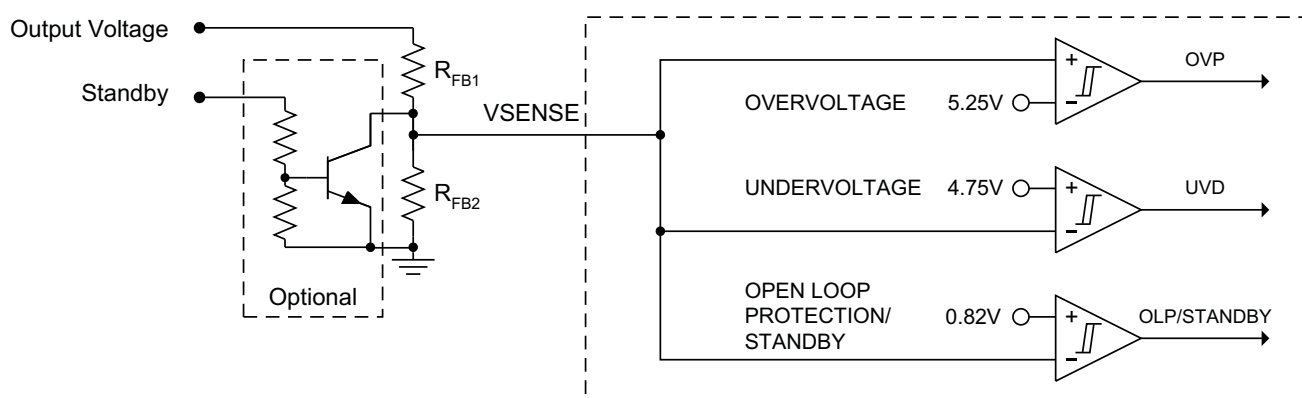 Output Voltage
Standby
Optional
R_FB1
R_FB2
VSENSE
OVERVOLTAGE 5.25V
+
−
OVP
UNDERVOLTAGE 4.75V
+
−
UVD
OPEN LOOP
PROTECTION/
STANDBY
0.82V
+
−
OLP/STANDBY